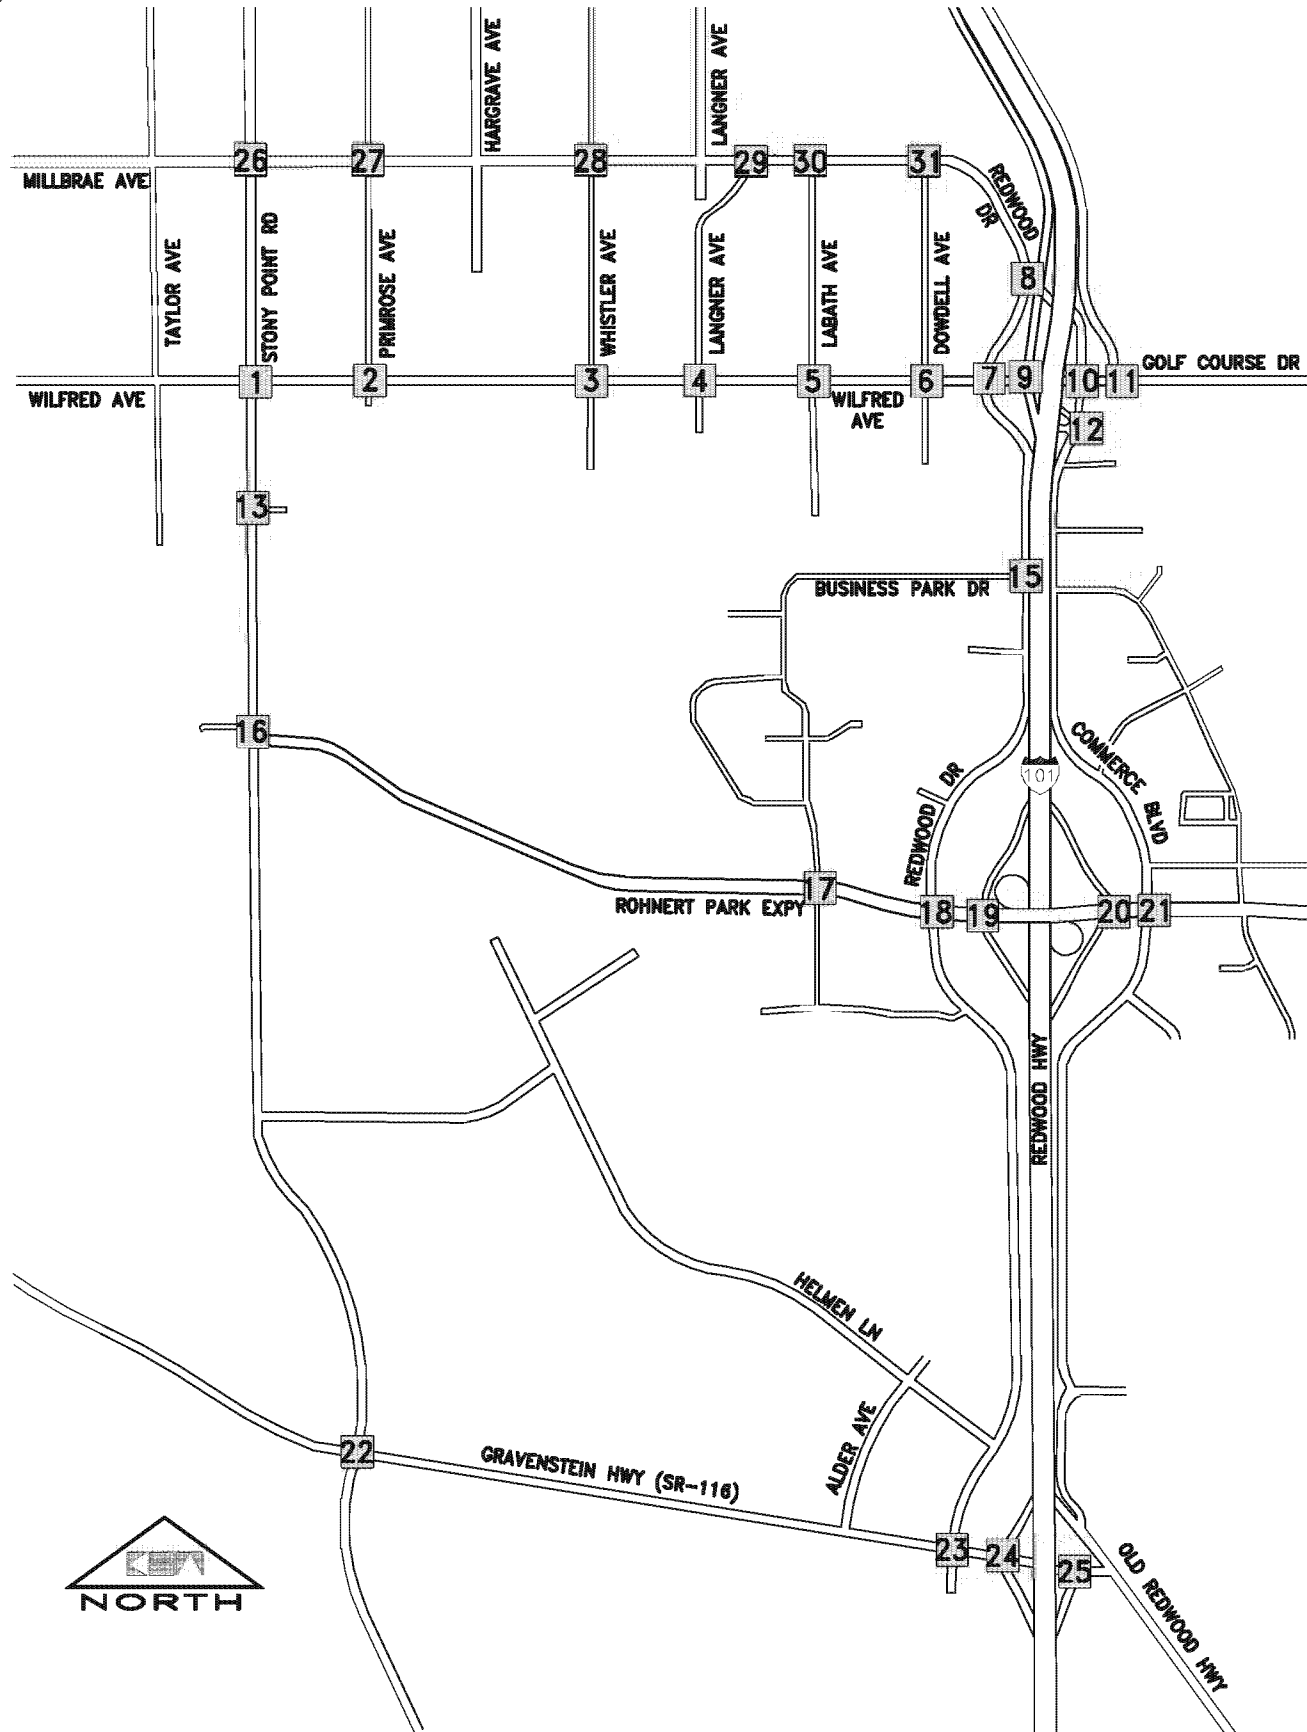 HARGRAVE AVE
LANGNER AVE
26
27
28
29
30
31
MILLBRAE AVE
REDWOOD
DR
TAYLOR AVE
STONY POINT RD
PRIMROSE AVE
WHISTLER AVE
LANGNER AVE
LABATH AVE
DOWDELL AVE
8
GOLF COURSE DR
1
2
3
4
5
6
7
9
10
11
WILFRED AVE
WILFRED
AVE
12
13
15
BUSINESS PARK DR
16
COMMERCE BLVD
101
REDWOOD DR
17
ROHNERT PARK EXPY
18
19
20
21
REDWOOD HWY
HELMEN LN
ALDER AVE
22
GRAVENSTEIN HWY (SR-116)
23
24
25
OLD REDWOOD HWY
NORTH